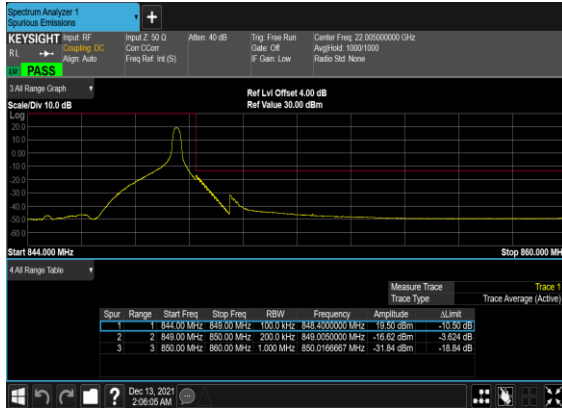 Spectrum Analyzer 1
Spurious Emissions
KEYSIGHT Input: RF Input Z: 50 Ω Atten: 40 dB Trig: Free Run Center Freq: 22.005000000 GHz
RL Coupling: DC Corr CCorr Gate: Off Avg|Hold: 1000/1000
Align: Auto Freq Ref: Int (S) IF Gain: Low Radio Std: None
PASS
3 All Range Graph
Ref Lvl Offset 4.00 dB
Scale/Div 10.0 dB Ref Value 30.00 dBm
Log
20.0
10.0
0.00
-10.0
-20.0
-30.0
-40.0
-50.0
-60.0
Start 844.000 MHz Stop 860.000 MH
4 All Range Table
Measure Trace Trace 1
Trace Type Trace Average (Active)
Spur Range Start Freq Stop Freq RBW Frequency Amplitude ΔLimit
1 1 844.00 MHz 849.00 MHz 100.0 kHz 848.4000000 MHz 19.50 dBm -10.50 dB
2 2 849.00 MHz 850.00 MHz 200.0 kHz 849.0050000 MHz -16.62 dBm -3.624 dB
3 3 850.00 MHz 860.00 MHz 1.000 MHz 850.0166667 MHz -31.84 dBm -18.84 dB
Dec 13, 2021
2:06:05 AM